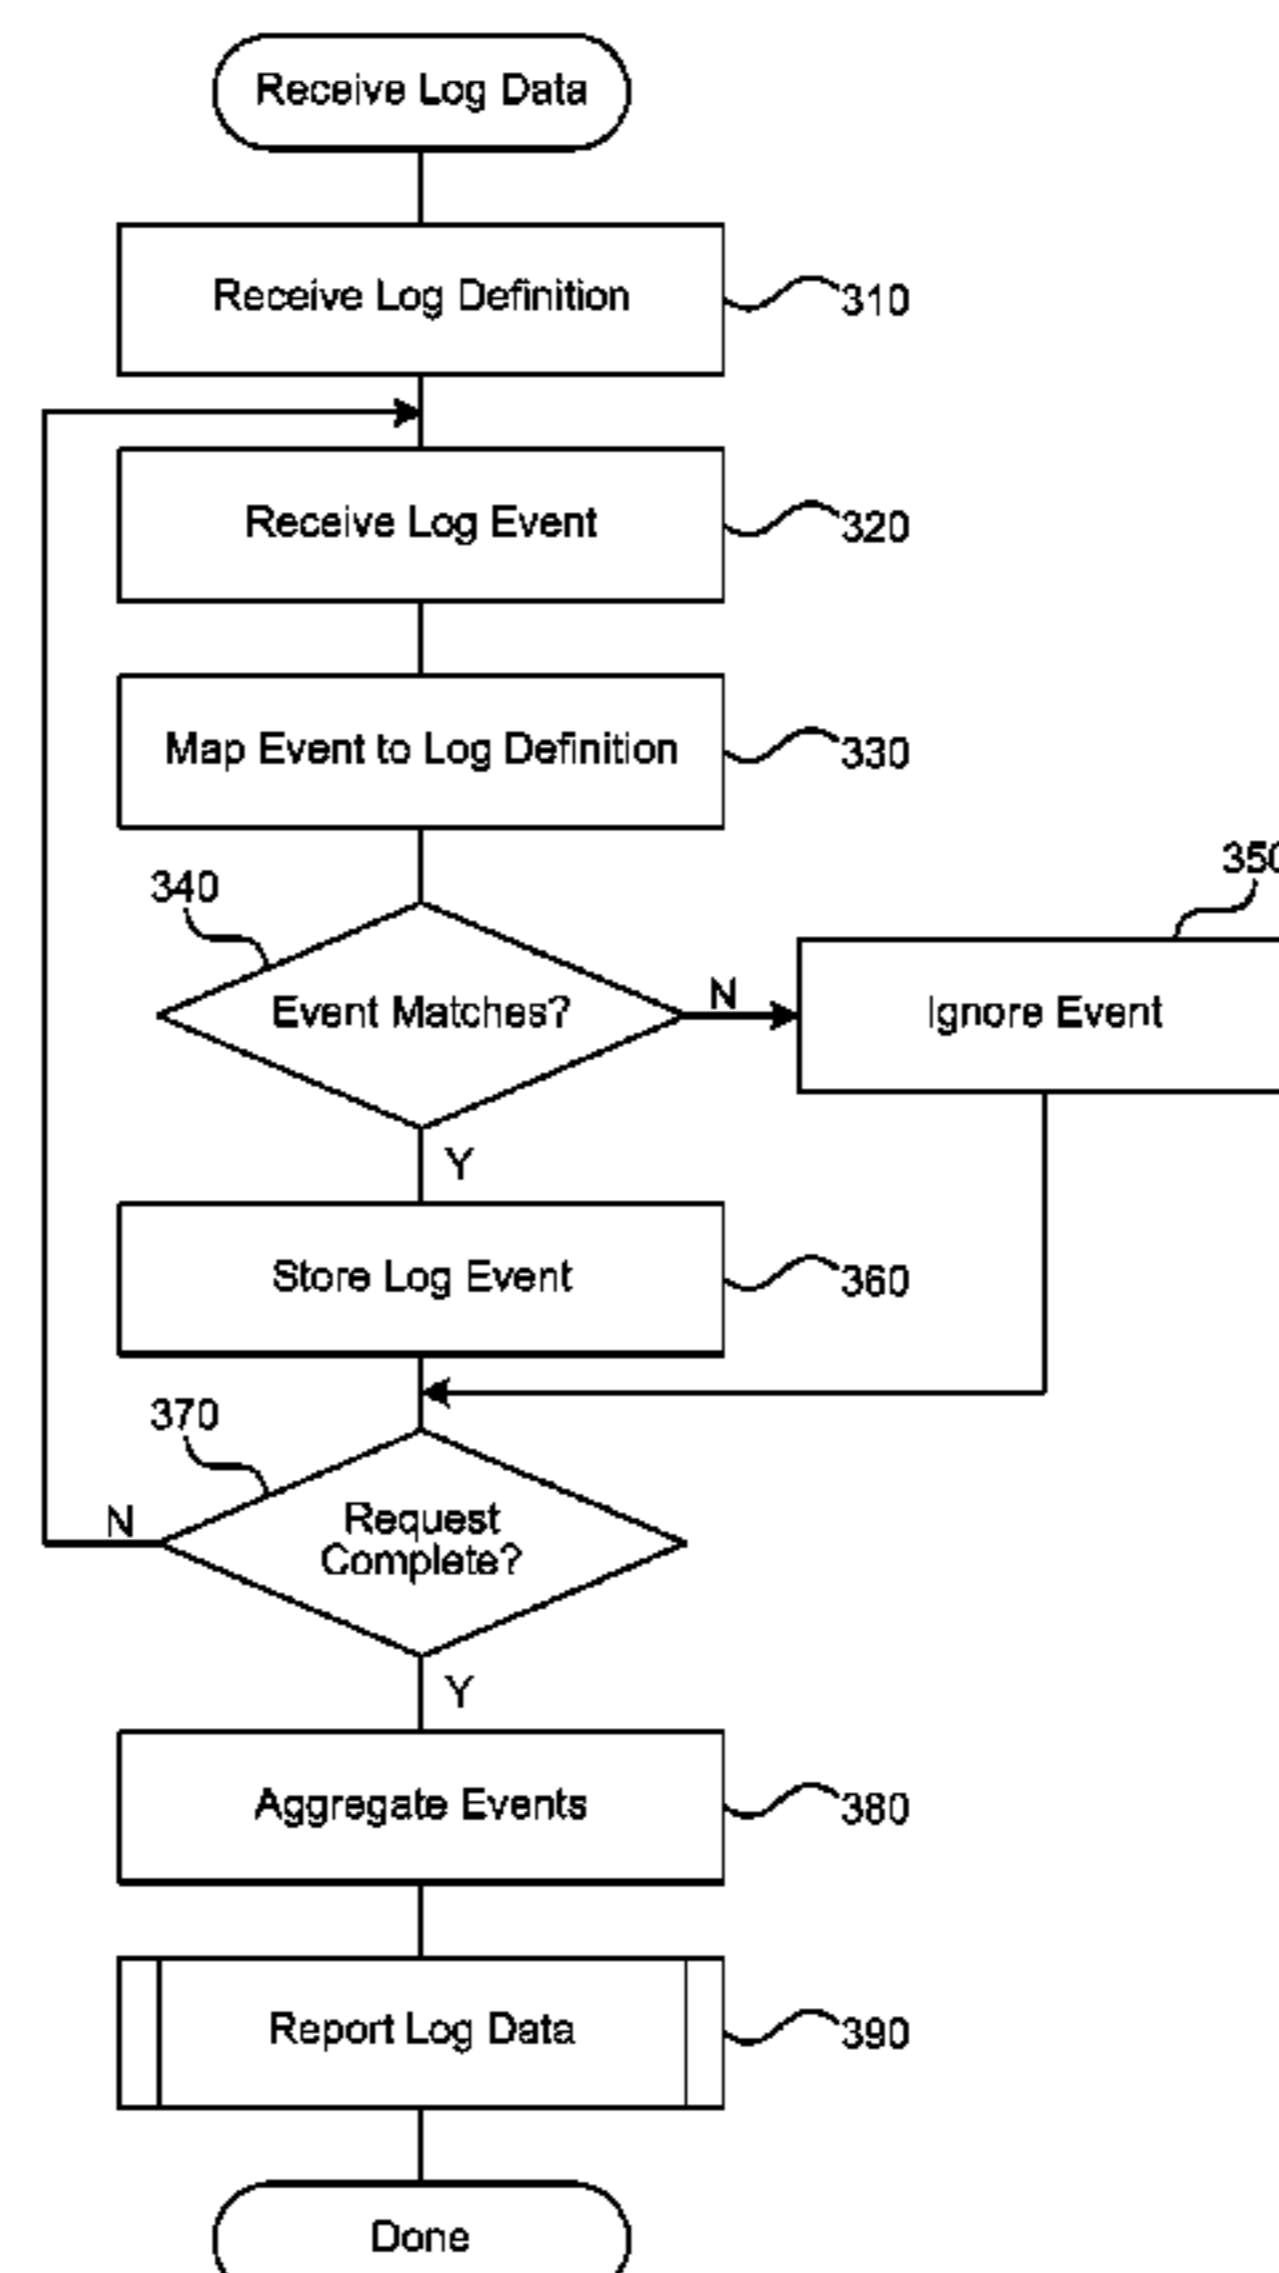 Receive Log Data
Receive Log Definition
310
Receive Log Event
320
Map Event to Log Definition
330
340
350
Event Matches?
N
Ignore Event
Y
Store Log Event
360
370
N
Request
Complete?
Y
Aggregate Events
380
Report Log Data
390
Done